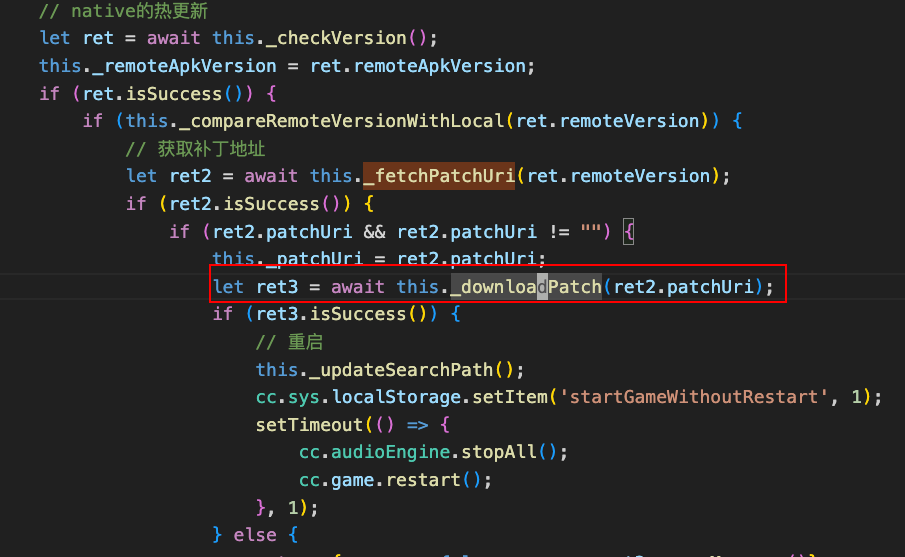 // native的热更新
let ret = await this._checkVersion();
this._remoteApkVersion = ret.remoteApkVersion;
if (ret.isSuccess()) {
if (this._compareRemoteVersionWithLocal(ret.remoteVersion)) {
// 获取补丁地址
let ret2 = await this._fetchPatchUri(ret.remoteVersion);
if (ret2.isSuccess()) {
if (ret2.patchUri && ret2.patchUri != "") {
this._patchUri = ret2.patchUri;
let ret3 = await this._downloadPatch(ret2.patchUri);
if (ret3.isSuccess()) {
// 重启
this._updateSearchPath();
cc.sys.localStorage.setItem('startGameWithoutRestart', 1);
setTimeout(() => {
cc.audioEngine.stopAll();
cc.game.restart();
}, 1);
} else {